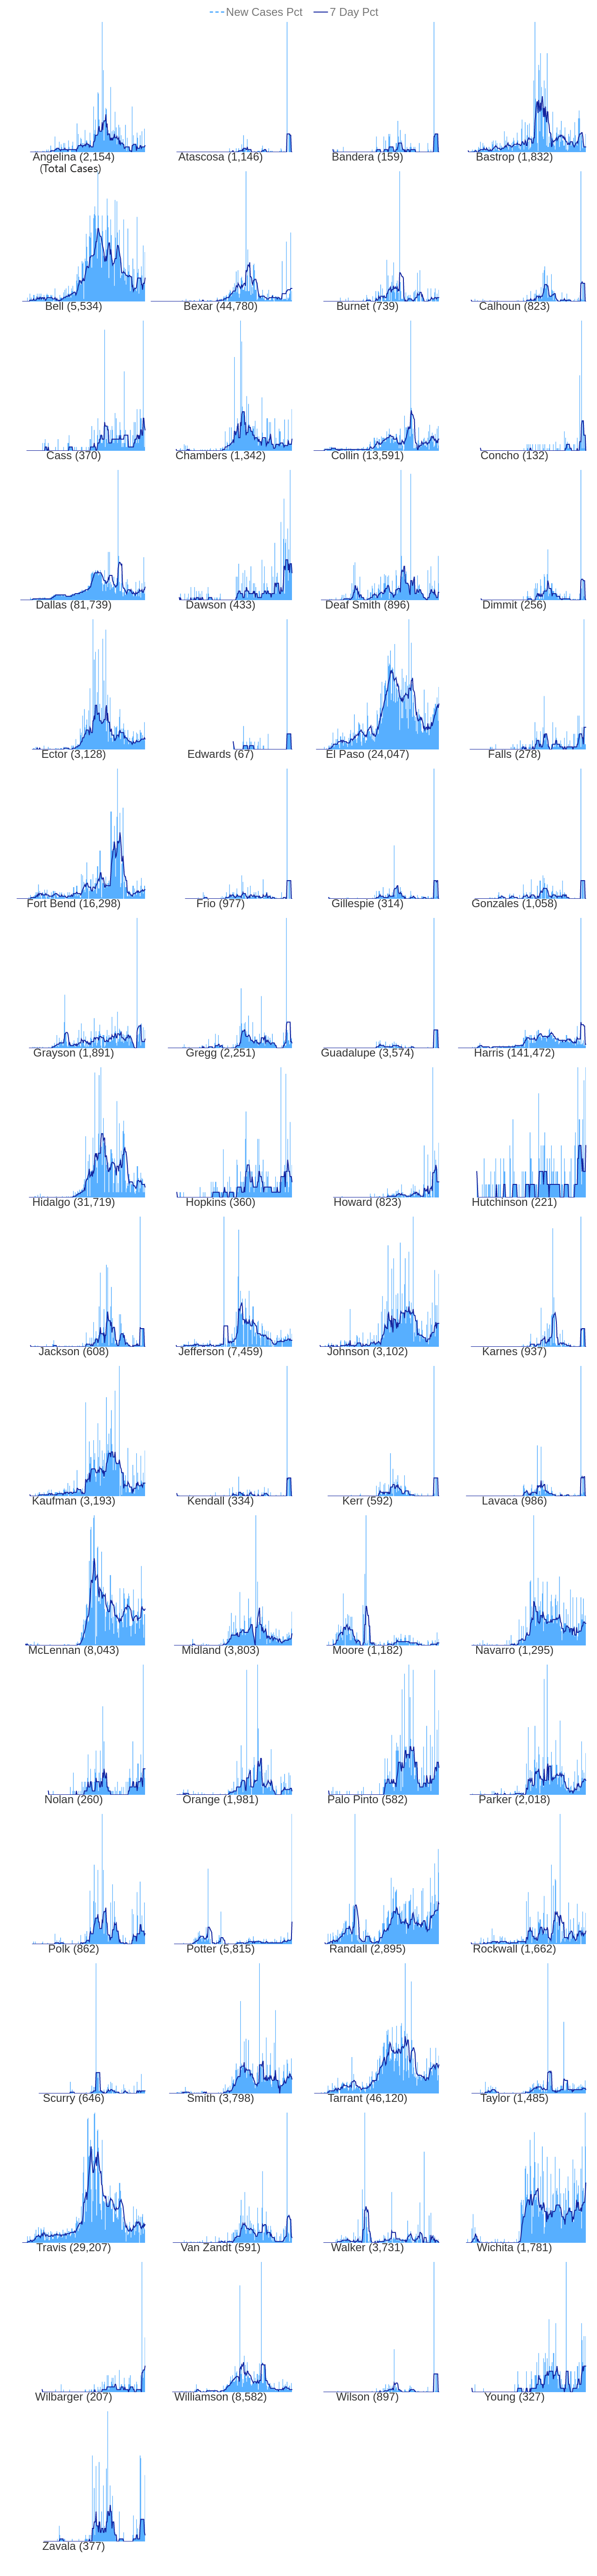 New Cases Pct 7 Day Pct
Angelina (2,154) Atascosa (1,146) Bandera (159) Bastrop (1,832)
(Total Cases)
Bell (5,534) Bexar (44,780) Burnet (739) Calhoun (823)
Cass (370) Chambers (1,342) Collin (13,591) Concho (132)
Dallas (81,739) Dawson (433) Deaf Smith (896) Dimmit (256)
Ector (3,128) Edwards (67) El Paso (24,047) Falls (278)
Fort Bend (16,298) Frio (977) Gillespie (314) Gonzales (1,058)
Grayson (1,891) Gregg (2,251) Guadalupe (3,574) Harris (141,472)
Hidalgo (31,719) Hopkins (360) Howard (823) Hutchinson (221)
Jackson (608) Jefferson (7,459) Johnson (3,102) Karnes (937)
Kaufman (3,193) Kendall (334) Kerr (592) Lavaca (986)
McLennan (8,043) Midland (3,803) Moore (1,182) Navarro (1,295)
Nolan (260) Orange (1,981) Palo Pinto (582) Parker (2,018)
Polk (862) Potter (5,815) Randall (2,895) Rockwall (1,662)
Scurry (646) Smith (3,798) Tarrant (46,120) Taylor (1,485)
Travis (29,207) Van Zandt (591) Walker (3,731) Wichita (1,781)
Wilbarger (207) Williamson (8,582) Wilson (897) Young (327)
Zavala (377)